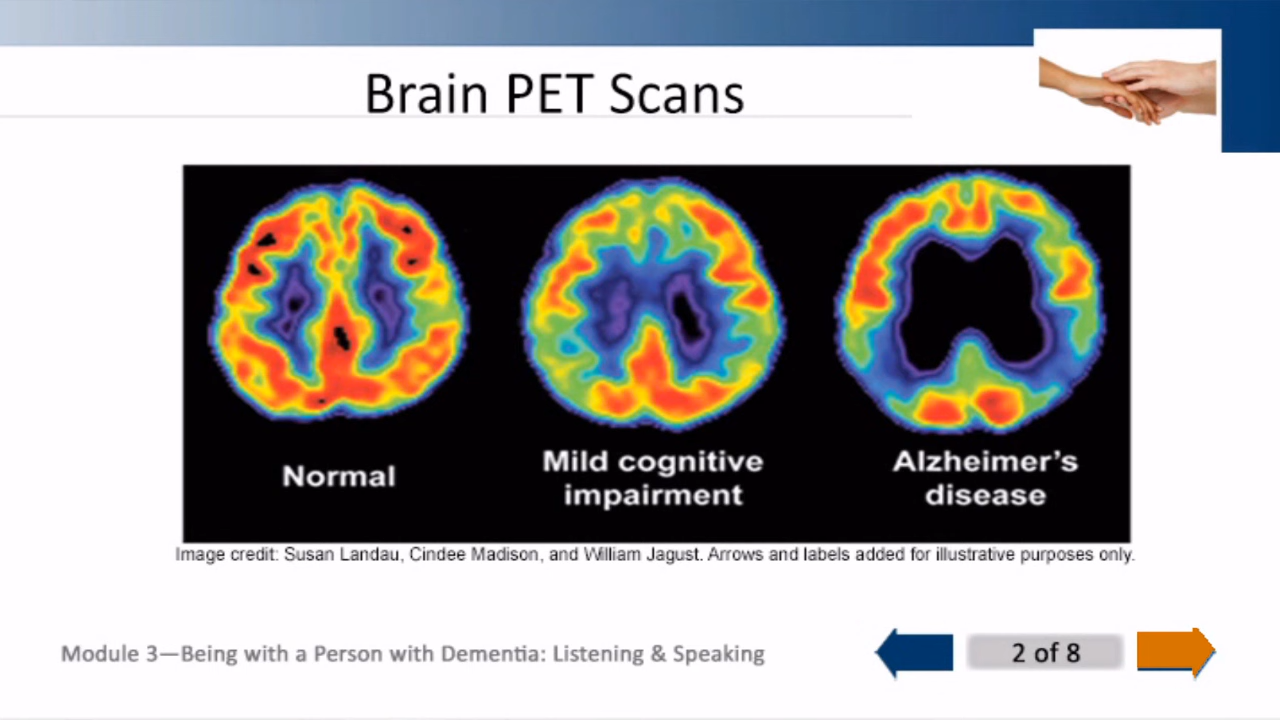 Brain PET Scans
Normal
Mild cognitive
impairment
Alzheimer's
disease
Image credit: Susan Landau, Cindee Madison, and William Jagust. Arrows and labels added for illustrative purposes only.
Module 3—Being with a Person with Dementia: Listening & Speaking
2 of 8